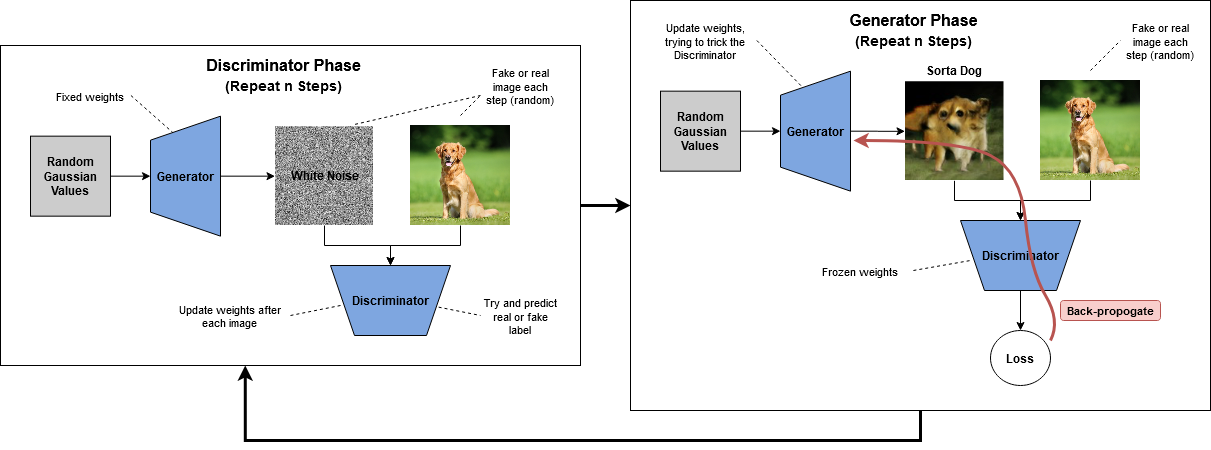 Discriminator Phase
(Repeat n Steps)
Fixed weights
Fake or real
image each
step (random)
Random
Gaussian
Values
Generator
White Noise
Discriminator
Update weights after
each image
Try and predict
real or fake
label
Generator Phase
(Repeat n Steps)
Update weights,
trying to trick the
Discriminator
Fake or real
image each
step (random)
Sorta Dog
Random
Gaussian
Values
Generator
Discriminator
Frozen weights
Back-propogate
Loss